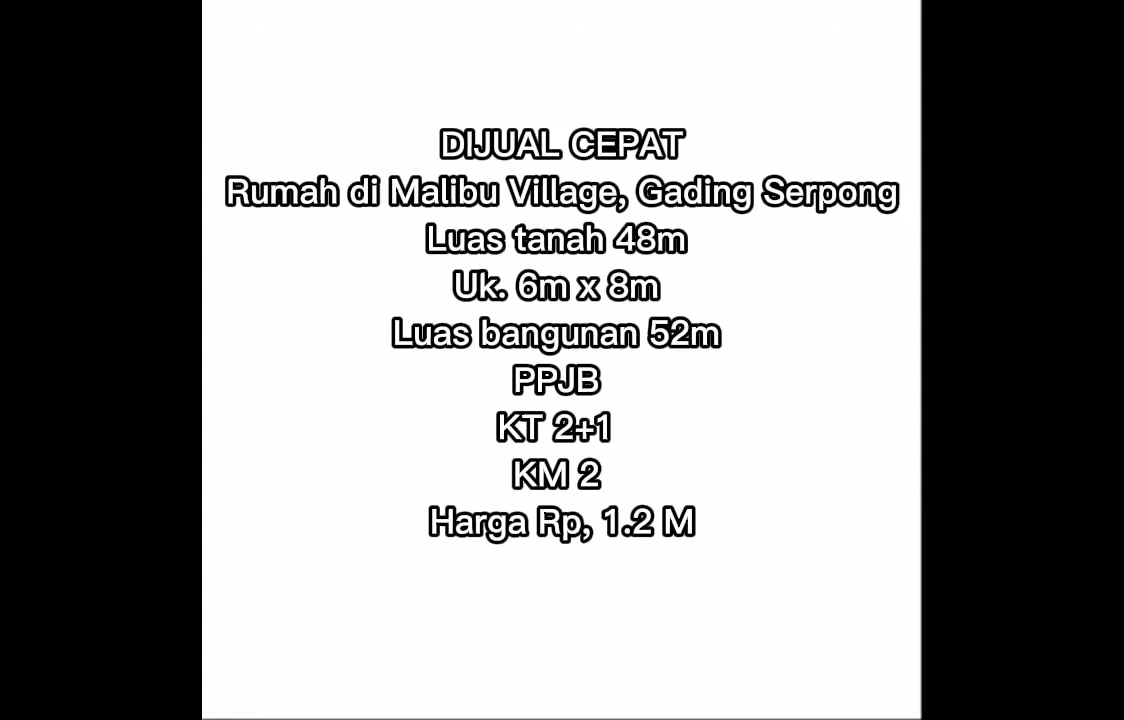 DIJUAL CEPAT
Rumah di Malibu Village, Gading Serpong
Luas tanah 48m
Uk. 6m x 8m
Luas bangunan 52m
PPJB
KT 2+1
KM 2
Harga Rp, 1.2 M